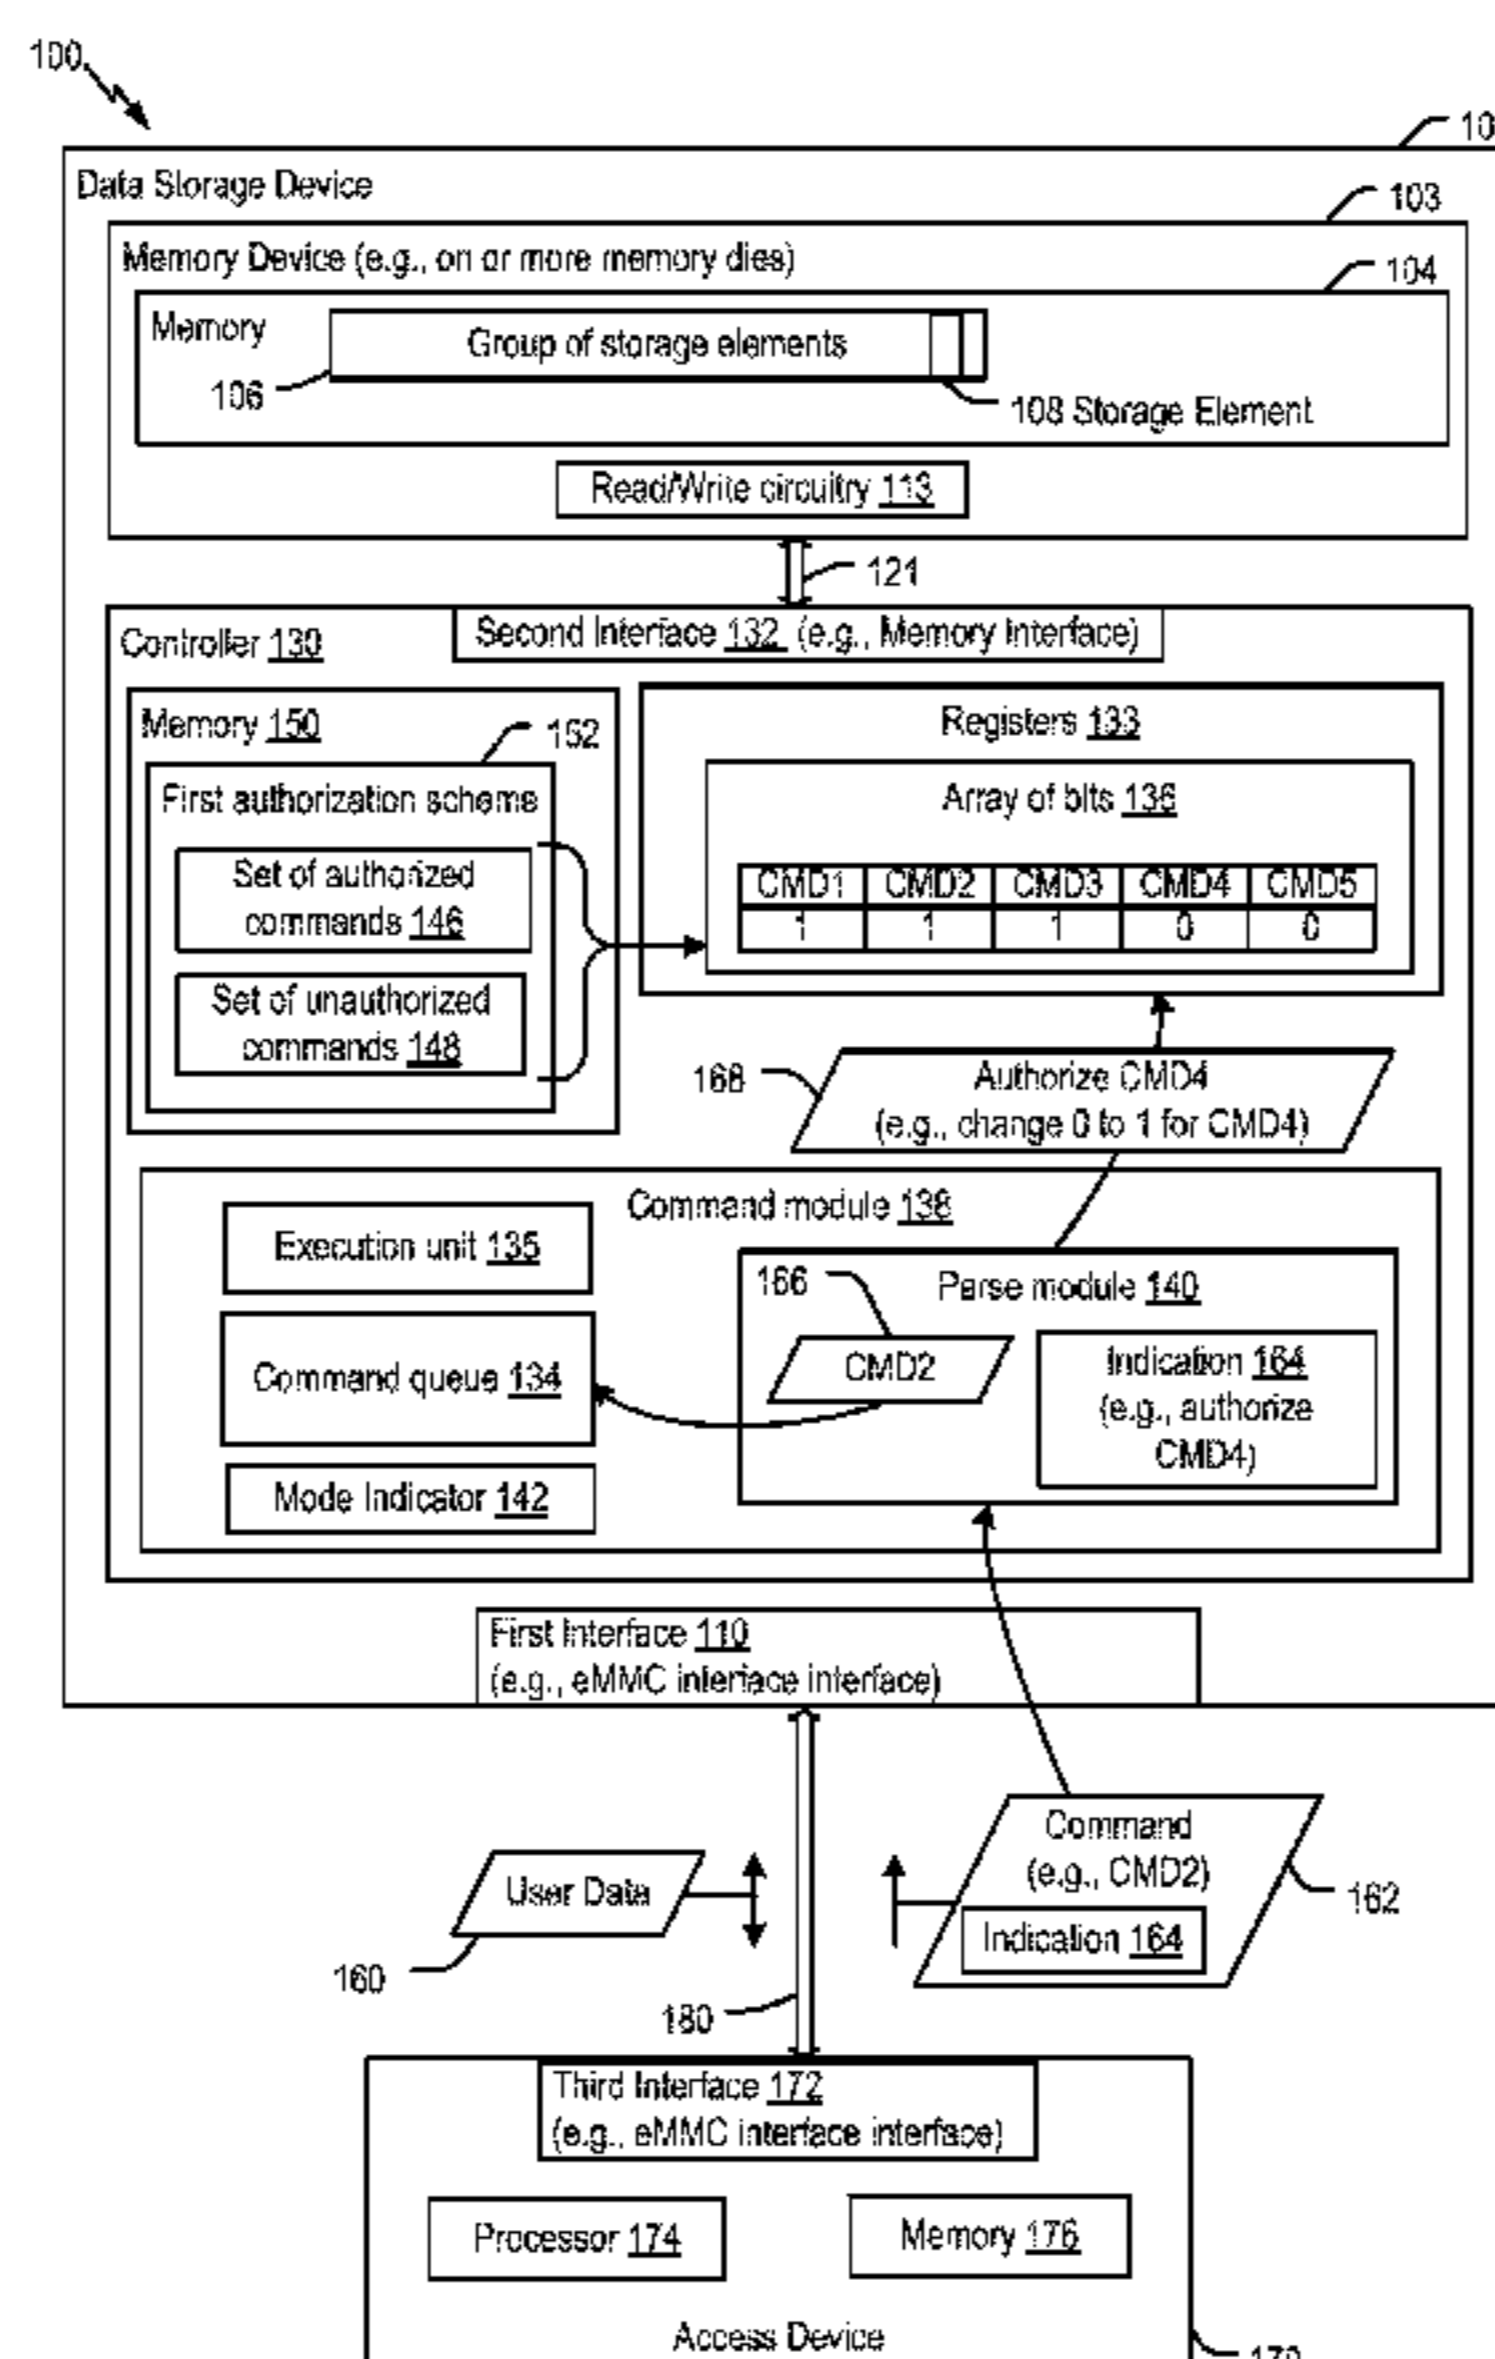 100
10
Data Storage Device
103
Memory Device (e.g., on or more memory dies)
104
Memory
Group of storage elements
106
108 Storage Element
Read/Write circuitry 113
121
Controller 130
Second Interface 132 (e.g., Memory Interface)
Memory 150
152
First authorization scheme
Set of authorized
commands 146
Set of unauthorized
commands 148
Registers 133
Array of bits 136
CMD1 CMD2 CMD3 CMD4 CMD5
1 1 1 0 0
168
Authorize CMD4
(e.g., change 0 to 1 for CMD4)
Command module 138
Execution unit 135
Command queue 134
Mode Indicator 142
166
Parse module 140
CMD2
Indication 164
(e.g., authorize
CMD4)
First Interface 110
(e.g., eMMC interface interface)
User Data
160
Command
(e.g., CMD2)
Indication 164
162
180
Third Interface 172
(e.g., eMMC interface interface)
Processor 174
Memory 176
Access Device